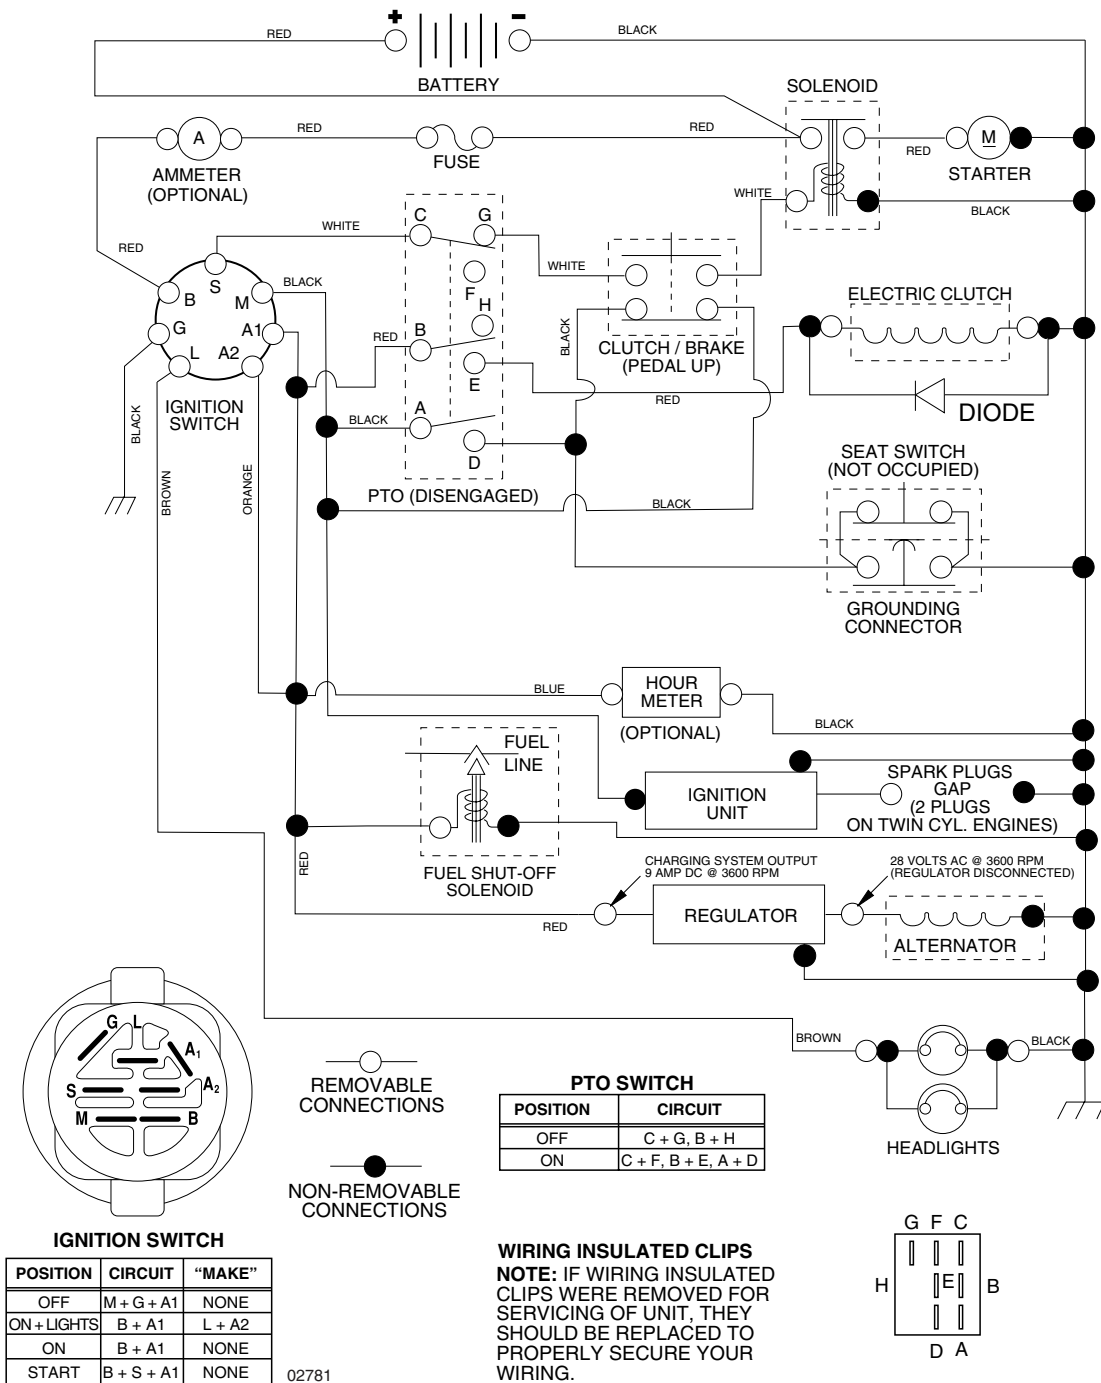 + -
RED
BLACK
BATTERY
SOLENOID
A
RED
RED
RED
M
AMMETER
(OPTIONAL)
FUSE
STARTER
WHITE
BLACK
C G
WHITE
RED
S
BLACK
F
WHITE
B
M
H
ELECTRIC CLUTCH
G
A1
RED
B
BLACK
L
A2
CLUTCH / BRAKE
(PEDAL UP)
E
RED
IGNITION
SWITCH
DIODE
BLACK
A
BLACK
SEAT SWITCH
(NOT OCCUPIED)
D
BROWN
ORANGE
PTO (DISENGAGED)
BLACK
GROUNDING
CONNECTOR
BLUE
HOUR
METER
(OPTIONAL)
BLACK
FUEL
LINE
IGNITION
UNIT
SPARK PLUGS
GAP
(2 PLUGS
ON TWIN CYL. ENGINES)
RED
FUEL SHUT-OFF
SOLENOID
CHARGING SYSTEM OUTPUT
9 AMP DC @ 3600 RPM
28 VOLTS AC @ 3600 RPM
(REGULATOR DISCONNECTED)
RED
REGULATOR
ALTERNATOR
G L
A1
S
A2
M
B
BROWN
BLACK
HEADLIGHTS
REMOVABLE
CONNECTIONS
NON-REMOVABLE
CONNECTIONS
PTO SWITCH
POSITION CIRCUIT
OFF C + G, B + H
ON C + F, B + E, A + D
IGNITION SWITCH
POSITION CIRCUIT "MAKE"
OFF M + G + A1 NONE
ON + LIGHTS B + A1 L + A2
ON B + A1 NONE
START B + S + A1 NONE
02781
WIRING INSULATED CLIPS
NOTE: IF WIRING INSULATED
CLIPS WERE REMOVED FOR
SERVICING OF UNIT, THEY
SHOULD BE REPLACED TO
PROPERLY SECURE YOUR
WIRING.
G F C
H E B
D A